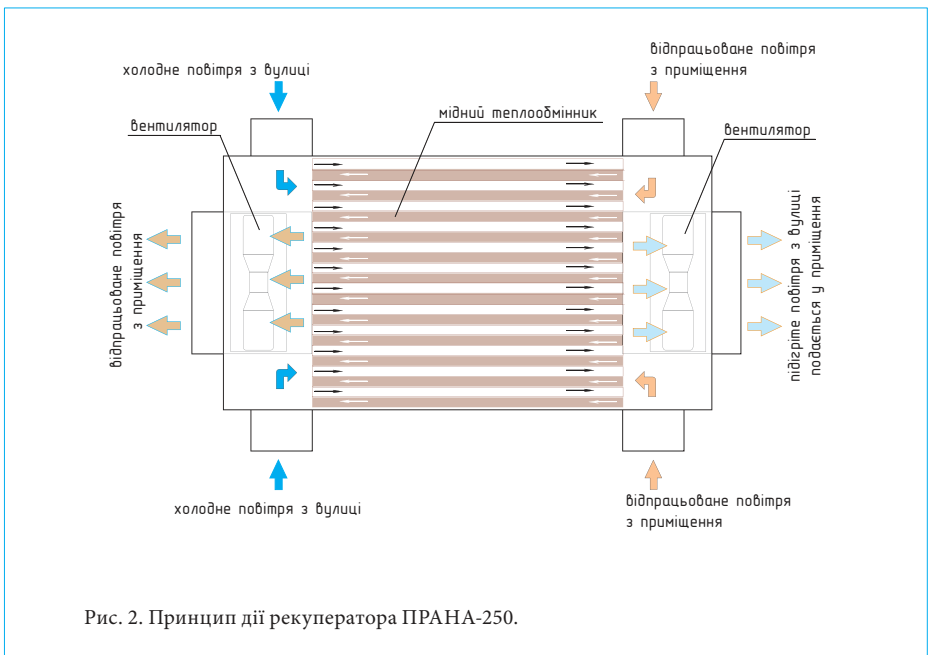 відпрацьоване повітря
з приміщення
холодне повітря з вулиці
мідний теплообмінник
вентилятор
вентилятор
відпрацьоване повітря
з приміщення
підігріте повітря з вулиці
подається у приміщення
холодне повітря з вулиці
відпрацьоване повітря
з приміщення
Рис. 2. Принцип дії рекуператора ПРАНА-250.